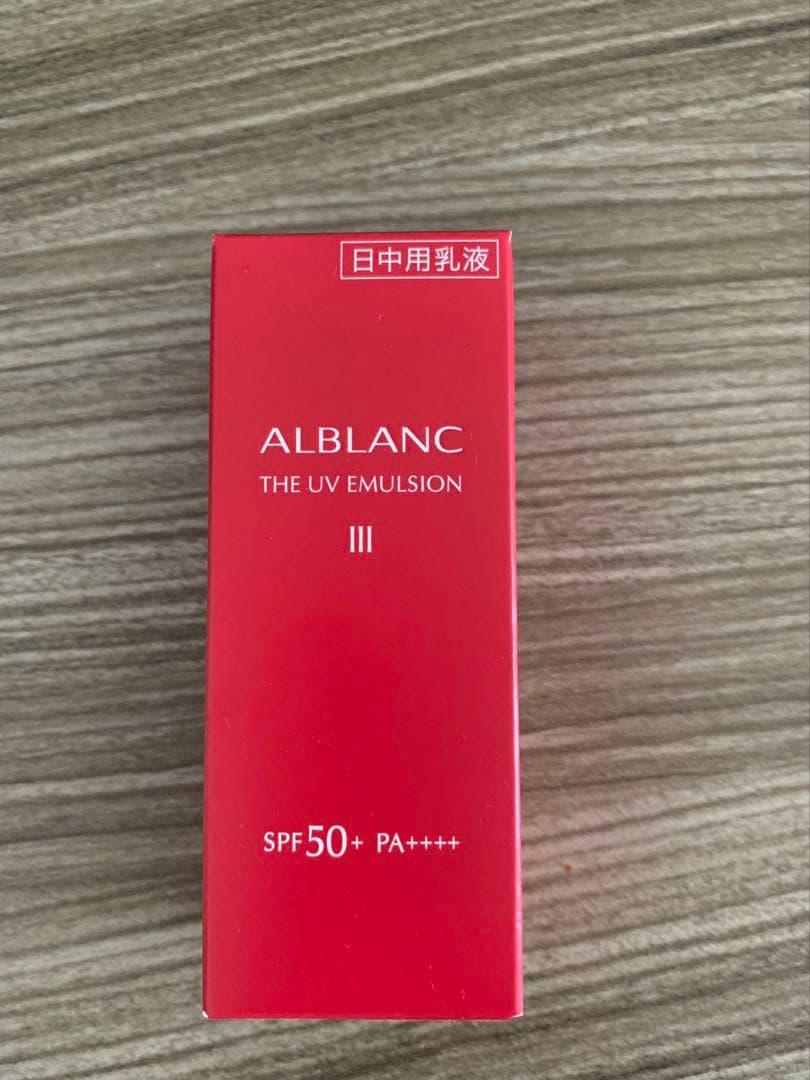 日中用乳液
ALBLANC
THE UV EMULSION
III
SPF50+ PA++++